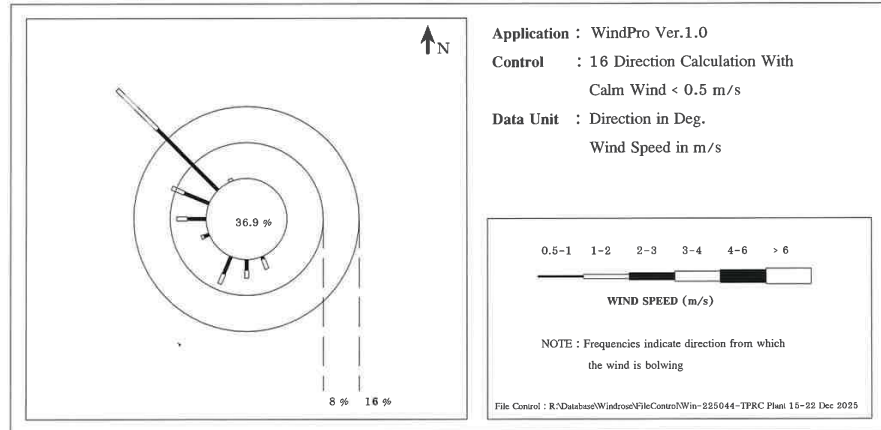 N
36.9 %
8 % 16 %
Application : WindPro Ver.1.0
Control : 16 Direction Calculation With
Calm Wind < 0.5 m/s
Data Unit : Direction in Deg.
Wind Speed in m/s
0.5-1 1-2 2-3 3-4 4-6 > 6
WIND SPEED (m/s)
NOTE : Frequencies indicate direction from which
the wind is bolwing
File Control : R:\Database\Windrose\FileControl\Win-225044-TPRC Plant 15-22 Dec 2025